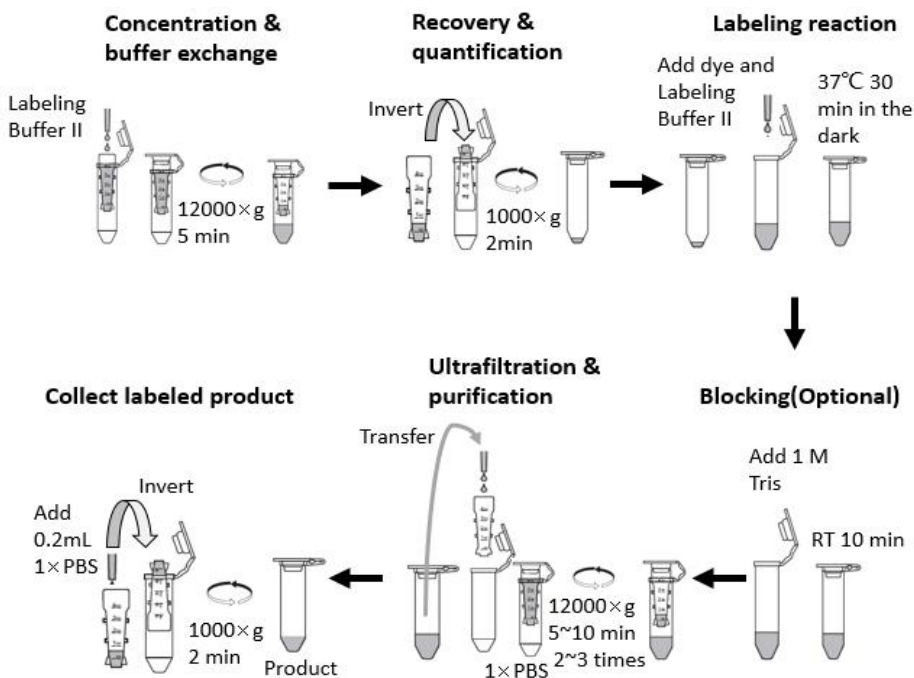 Concentration &
buffer exchange
Labeling
Buffer II
12000×g
5 min
Recovery &
quantification
Invert
1000×g
2min
Labeling reaction
Add dye and
Labeling
Buffer II
37℃ 30
min in the
dark
Blocking(Optional)
Add 1 M
Tris
RT 10 min
Ultrafiltration &
purification
Transfer
12000×g
5~10 min
2~3 times
1×PBS
Collect labeled product
Invert
Add
0.2mL
1×PBS
1000×g
2 min
Product